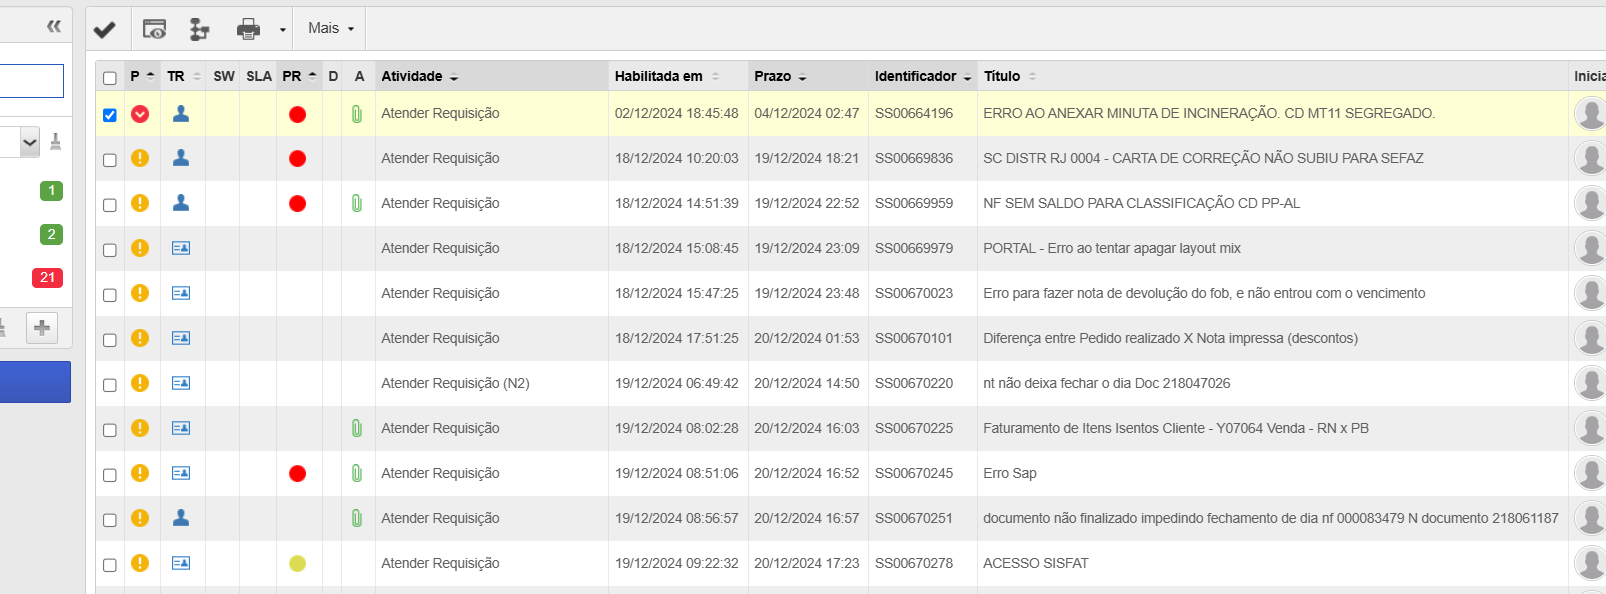 Mais
P TR SW SLA PR D A Atividade Habilitada em Prazo Identificador Título Inicia
Atender Requisição 02/12/2024 18:45:48 04/12/2024 02:47 SS00664196 ERRO AO ANEXAR MINUTA DE INCINERAÇÃO. CD MT11 SEGREGADO.
Atender Requisição 18/12/2024 10:20:03 19/12/2024 18:21 SS00669836 SC DISTR RJ 0004 - CARTA DE CORREÇÃO NÃO SUBIU PARA SEFAZ
1
Atender Requisição 18/12/2024 14:51:39 19/12/2024 22:52 SS00669959 NF SEM SALDO PARA CLASSIFICAÇÃO CD PP-AL
2
Atender Requisição 18/12/2024 15:08:45 19/12/2024 23:09 SS00669979 PORTAL - Erro ao tentar apagar layout mix
21
Atender Requisição 18/12/2024 15:47:25 19/12/2024 23:48 SS00670023 Erro para fazer nota de devolução do fob, e não entrou com o vencimento
Atender Requisição 18/12/2024 17:51:25 20/12/2024 01:53 SS00670101 Diferença entre Pedido realizado X Nota impressa (descontos)
Atender Requisição (N2) 19/12/2024 06:49:42 20/12/2024 14:50 SS00670220 nt não deixa fechar o dia Doc 218047026
Atender Requisição 19/12/2024 08:02:28 20/12/2024 16:03 SS00670225 Faturamento de Itens Isentos Cliente - Y07064 Venda - RN x PB
Atender Requisição 19/12/2024 08:51:06 20/12/2024 16:52 SS00670245 Erro Sap
Atender Requisição 19/12/2024 08:56:57 20/12/2024 16:57 SS00670251 documento não finalizado impedindo fechamento de dia nf 000083479 N documento 218061187
Atender Requisição 19/12/2024 09:22:32 20/12/2024 17:23 SS00670278 ACESSO SISFAT